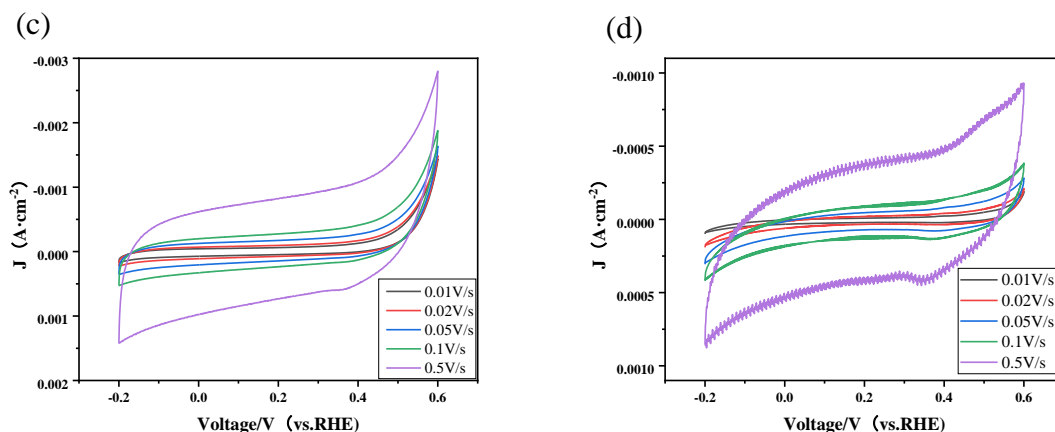 (c)
-0.003
-0.002
-0.001
0.000
0.001
0.002
J（A·cm-2）
-0.2 0.0 0.2 0.4 0.6
Voltage/V（vs.RHE)
0.01V/s
0.02V/s
0.05V/s
0.1V/s
0.5V/s
(d)
-0.0010
-0.0005
0.0000
0.0005
0.0010
J（A·cm-2）
-0.2 0.0 0.2 0.4 0.6
Voltage/V（vs.RHE)
0.01V/s
0.02V/s
0.05V/s
0.1V/s
0.5V/s